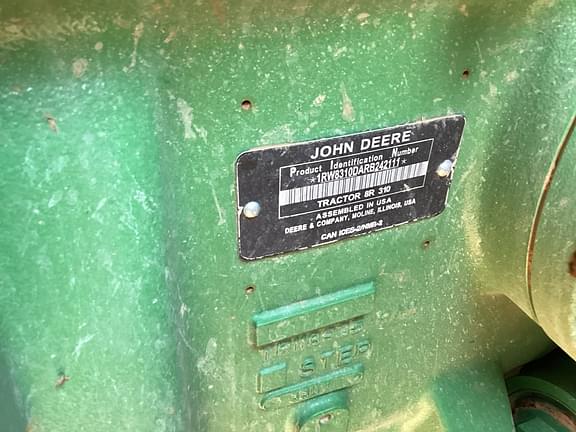 JOHN DEERE
Product Identification Number
*1RW8310DARB242111*
TRACTOR 8R 310
ASSEMBLED IN USA
DEERE & COMPANY, MOLINE, ILLINOIS, USA
CAN ICES-2/NMB-2
STEP